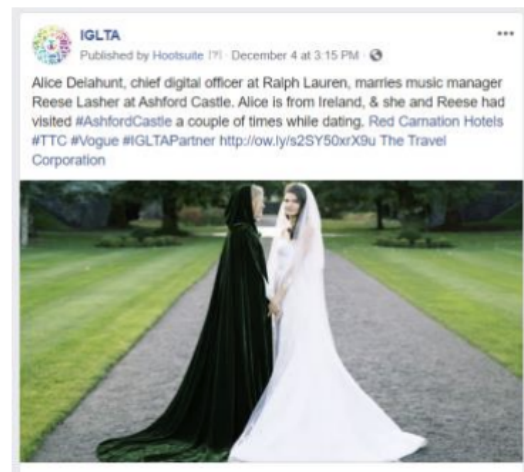 IGLTA
Published by Hootsuite [?] · December 4 at 3:15 PM ·
Alice Delahunt, chief digital officer at Ralph Lauren, marries music manager
Reese Lasher at Ashford Castle. Alice is from Ireland, & she and Reese had
visited #AshfordCastle a couple of times while dating. Red Carnation Hotels
#TTC #Vogue #IGLTAPartner http://ow.ly/s2SY50xrX9u The Travel
Corporation